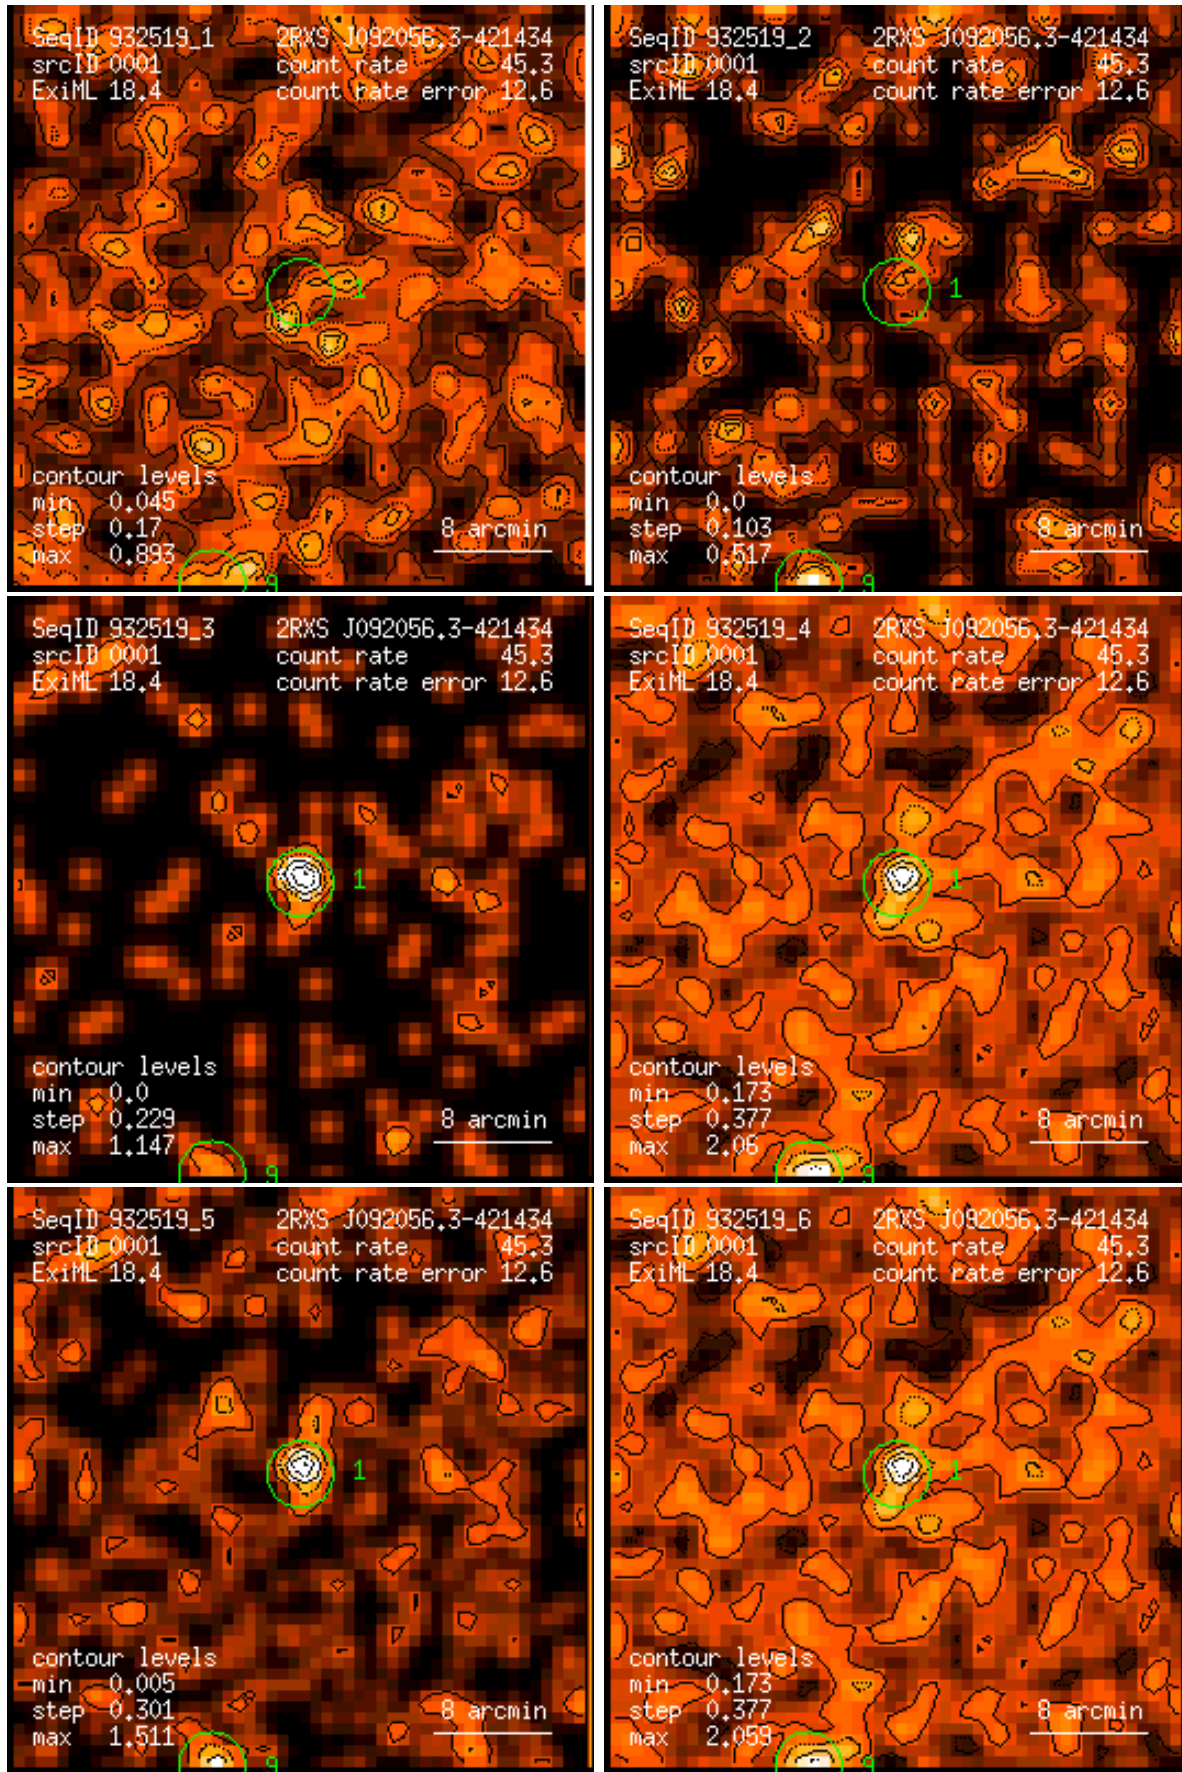 SeqID 932519_1 2RXS J092056.3-421434
srcID 0001 count rate 45.3
ExiML 18.4 count rate error 12.6
1
contour levels
min 0.045
step 0.17 8 arcmin
max 0.893
9
SeqID 932519_2 2RXS J092056.3-421434
srcID 0001 count rate 45.3
ExiML 18.4 count rate error 12.6
1
contour levels
min 0.0
step 0.103 8 arcmin
max 0.517
9
SeqID 932519_3 2RXS J092056.3-421434
srcID 0001 count rate 45.3
ExiML 18.4 count rate error 12.6
1
contour levels
min 0.0
step 0.229 8 arcmin
max 1.147
9
SeqID 932519_4 2RXS J092056.3-421434
srcID 0001 count rate 45.3
ExiML 18.4 count rate error 12.6
1
contour levels
min 0.173
step 0.377 8 arcmin
max 2.06
9
SeqID 932519_5 2RXS J092056.3-421434
srcID 0001 count rate 45.3
ExiML 18.4 count rate error 12.6
1
contour levels
min 0.005
step 0.301 8 arcmin
max 1.511
9
SeqID 932519_6 2RXS J092056.3-421434
srcID 0001 count rate 45.3
ExiML 18.4 count rate error 12.6
1
contour levels
min 0.173
step 0.377 8 arcmin
max 2.059
9